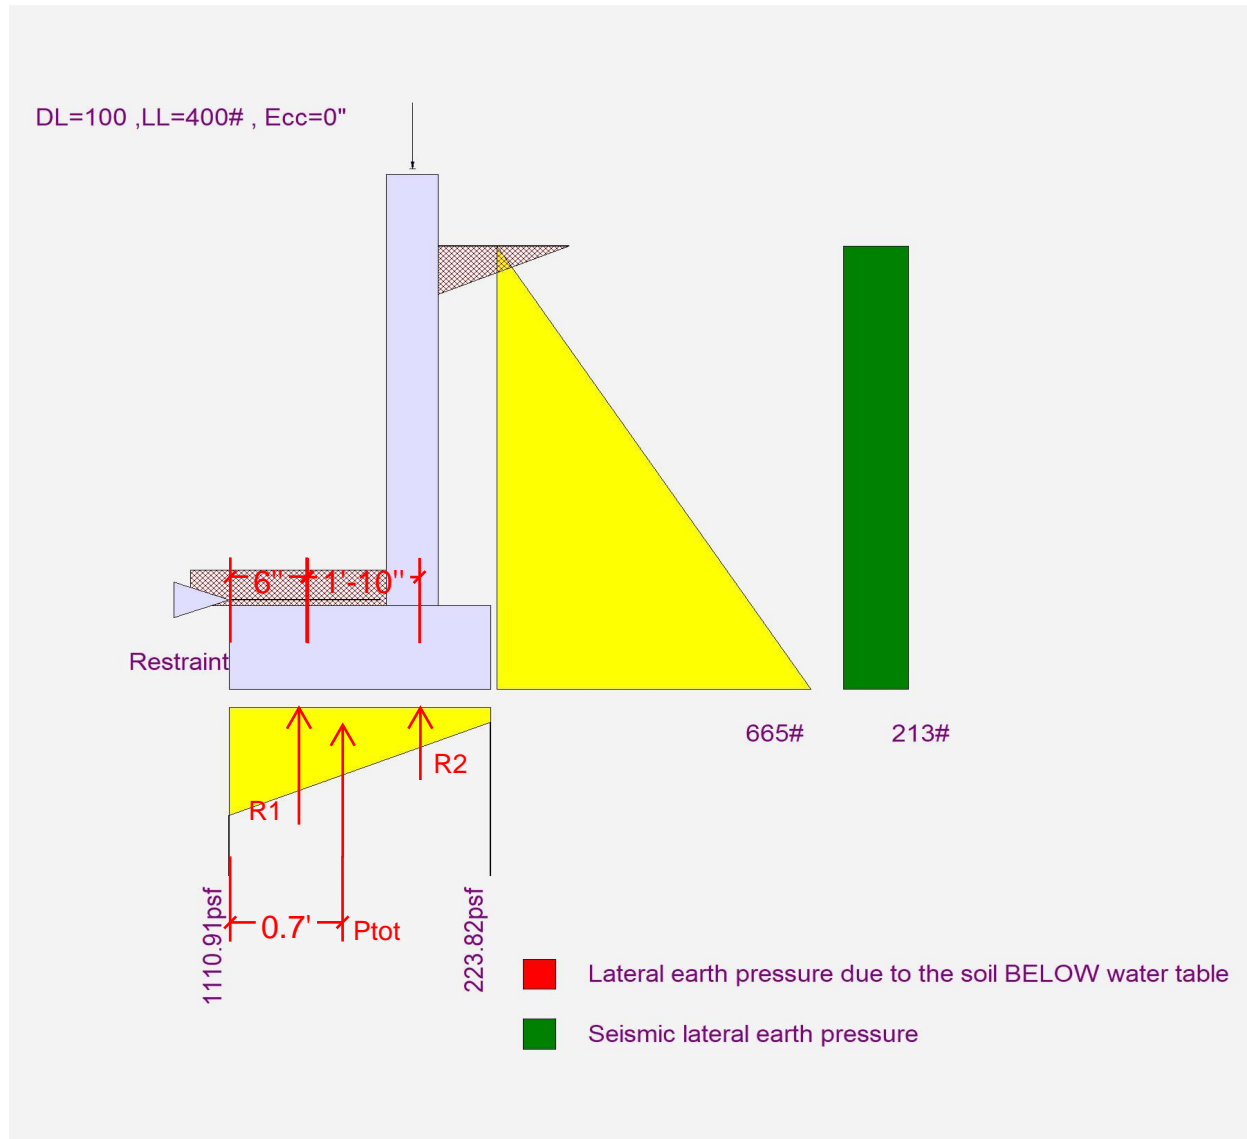 DL=100 ,LL=400# , Ecc=0"
6"
1'-10"
Restraint
665#
213#
R2
R1
1110.91psf
223.82psf
0.7'
Ptot
Lateral earth pressure due to the soil BELOW water table
Seismic lateral earth pressure